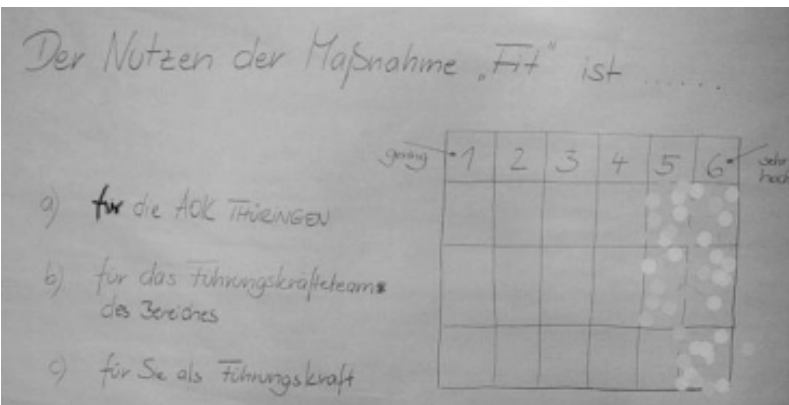 Der Nutzen der Maßnahme „Fit" ist ......
gering 1 2 3 4 5 6 sehr hoch
a) für die AOK THÜRINGEN
b) für das Führungskräfteteam
des Bereiches
c) für Sie als Führungskraft